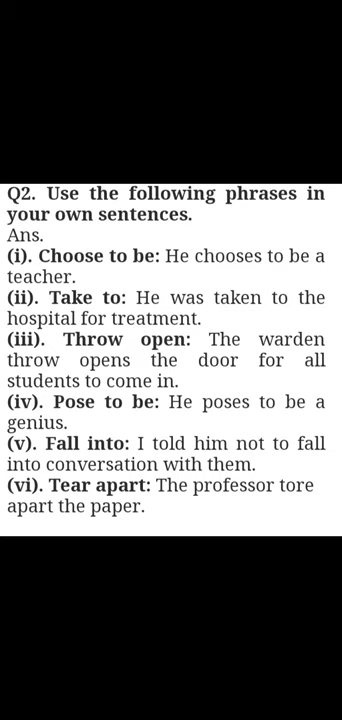 Q2. Use the following phrases in
your own sentences.
Ans.
(i). Choose to be: He chooses to be a
teacher.
(ii). Take to: He was taken to the
hospital for treatment.
(iii). Throw open: The warden
throw opens the door for all
students to come in.
(iv). Pose to be: He poses to be a
genius.
(v). Fall into: I told him not to fall
into conversation with them.
(vi). Tear apart: The professor tore
apart the paper.